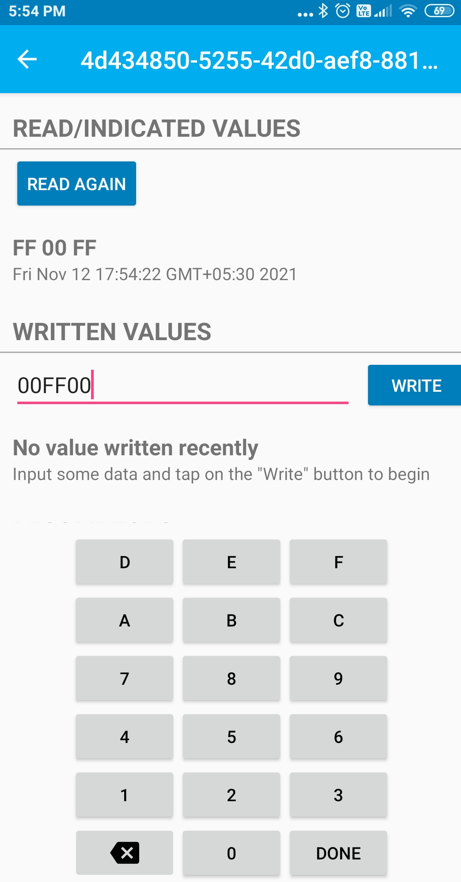 5:54 PM
Vo LTE
69
4d434850-5255-42d0-aef8-881...
READ/INDICATED VALUES
READ AGAIN
FF 00 FF
Fri Nov 12 17:54:22 GMT+05:30 2021
WRITTEN VALUES
00FF00
WRITE
No value written recently
Input some data and tap on the "Write" button to begin
D E F
A B C
7 8 9
4 5 6
1 2 3
0 DONE